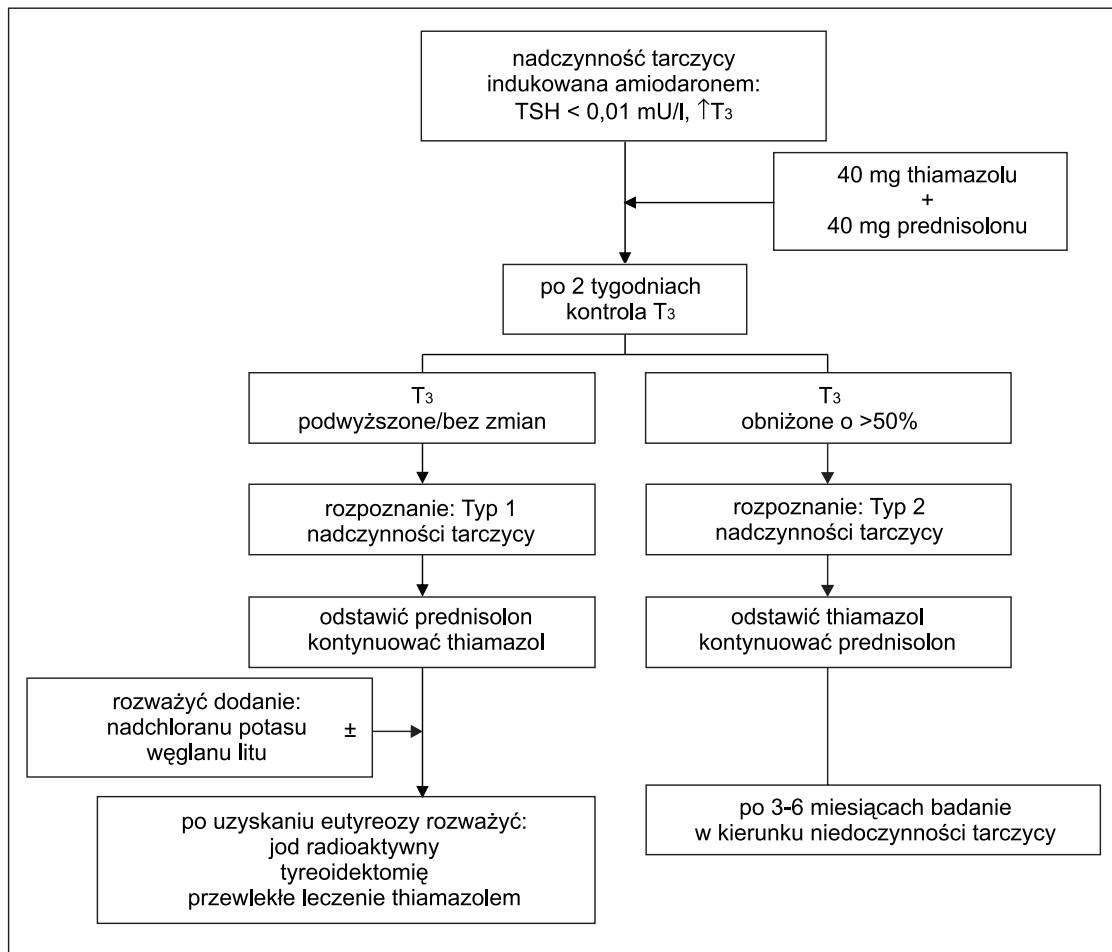 nadczynność tarczycy
indukowana amiodaronem:
TSH < 0,01 mU/l, ↑T₃
40 mg thiamazolu
+
40 mg prednisolonu
po 2 tygodniach
kontrola T₃
T₃
podwyższone/bez zmian
T₃
obniżone o >50%
rozpoznanie: Typ 1
nadczynności tarczycy
rozpoznanie: Typ 2
nadczynności tarczycy
odstawić prednisolon
kontynuować thiamazol
odstawić thiamazol
kontynuować prednisolon
rozważyć dodanie:
nadchloranu potasu ±
węglanu litu
po uzyskaniu eutyreozy rozważyć:
jod radioaktywny
tyreoidektomię
przewlekłe leczenie thiamazolem
po 3-6 miesiącach badanie
w kierunku niedoczynności tarczycy